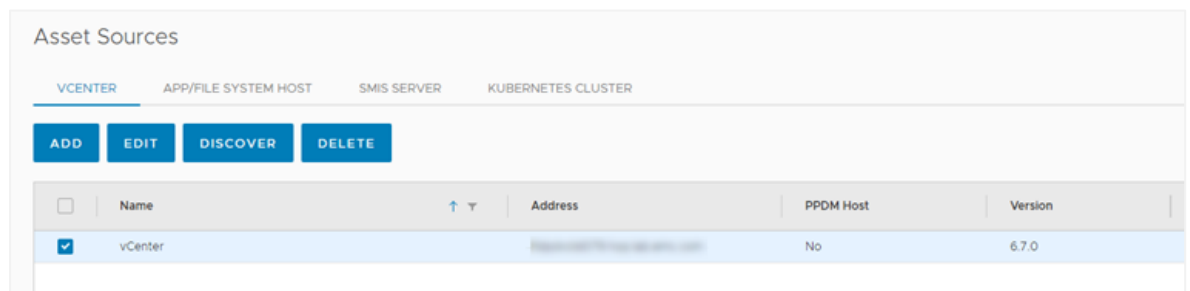 Asset Sources
VCENTER APP/FILE SYSTEM HOST SMIS SERVER KUBERNETES CLUSTER
ADD EDIT DISCOVER DELETE
Name Address PPDM Host Version
vCenter No 6.7.0